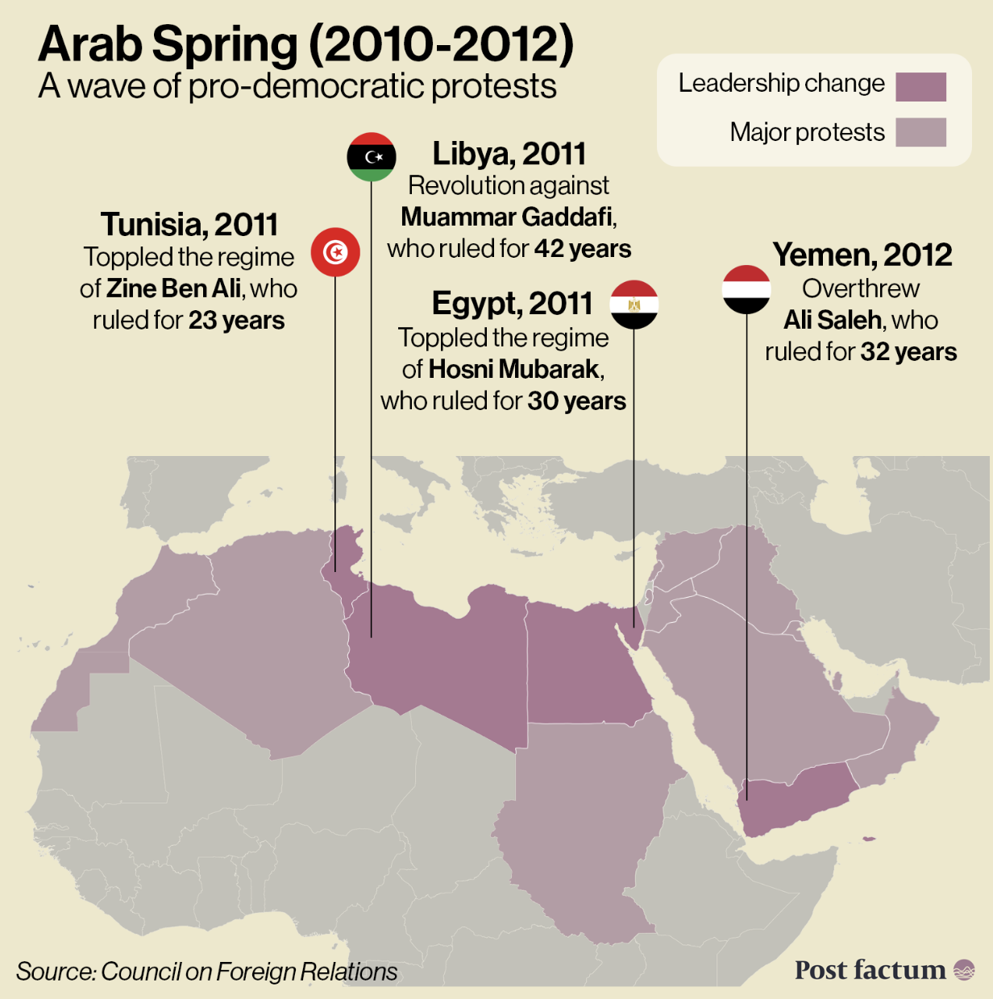 Arab Spring (2010-2012)
A wave of pro-democratic protests
Leadership change
Major protests
Libya, 2011
Revolution against
Muammar Gaddafi,
who ruled for 42 years
Tunisia, 2011
Toppled the regime
of Zine Ben Ali, who
ruled for 23 years
Egypt, 2011
Toppled the regime
of Hosni Mubarak,
who ruled for 30 years
Yemen, 2012
Overthrew
Ali Saleh, who
ruled for 32 years
Source: Council on Foreign Relations
Post factum